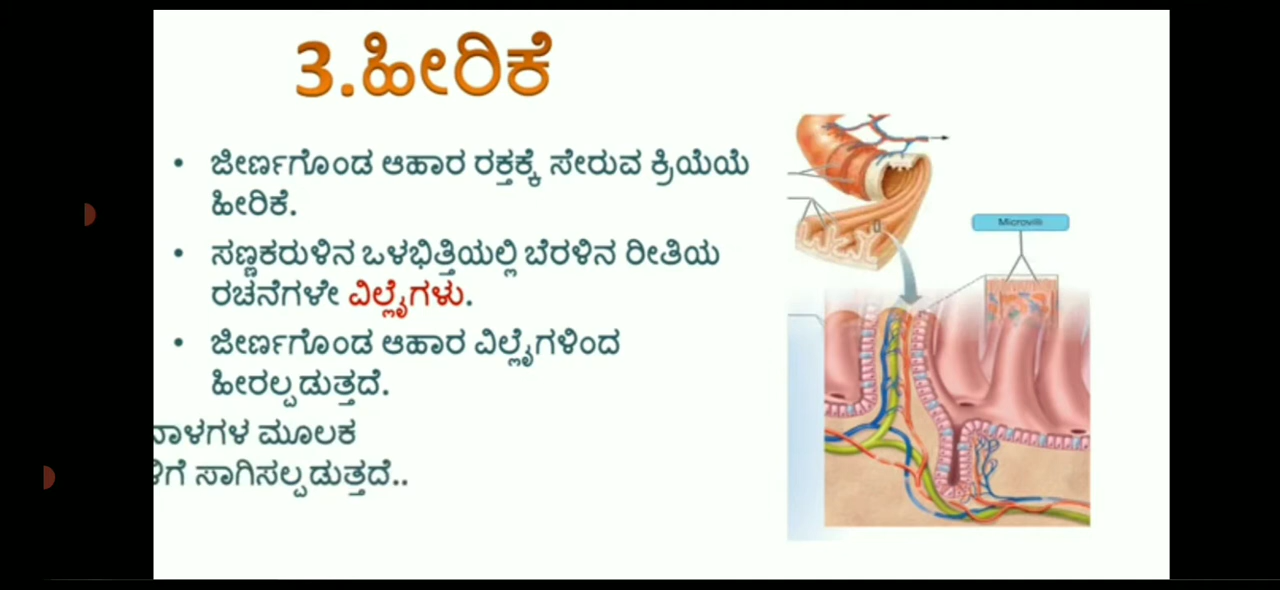 3.ಹೀರಿಕೆ
• ಜೀರ್ಣಗೊಂಡ ಆಹಾರ ರಕ್ತಕ್ಕೆ ಸೇರುವ ಕ್ರಿಯೆಯೆ
ಹೀರಿಕೆ.
• ಸಣ್ಣಕರುಳಿನ ಒಳಭಿತ್ತಿಯಲ್ಲಿ ಬೆರಳಿನ ರೀತಿಯ
ರಚನೆಗಳೇ ವಿಲ್ಲೈಗಳು.
• ಜೀರ್ಣಗೊಂಡ ಆಹಾರ ವಿಲ್ಲೈಗಳಿಂದ
ಹೀರಲ್ಪಡುತ್ತದೆ.
ಮೂಲಕ
ಸಾಗಿಸಲ್ಪಡುತ್ತದೆ..
Microvilli